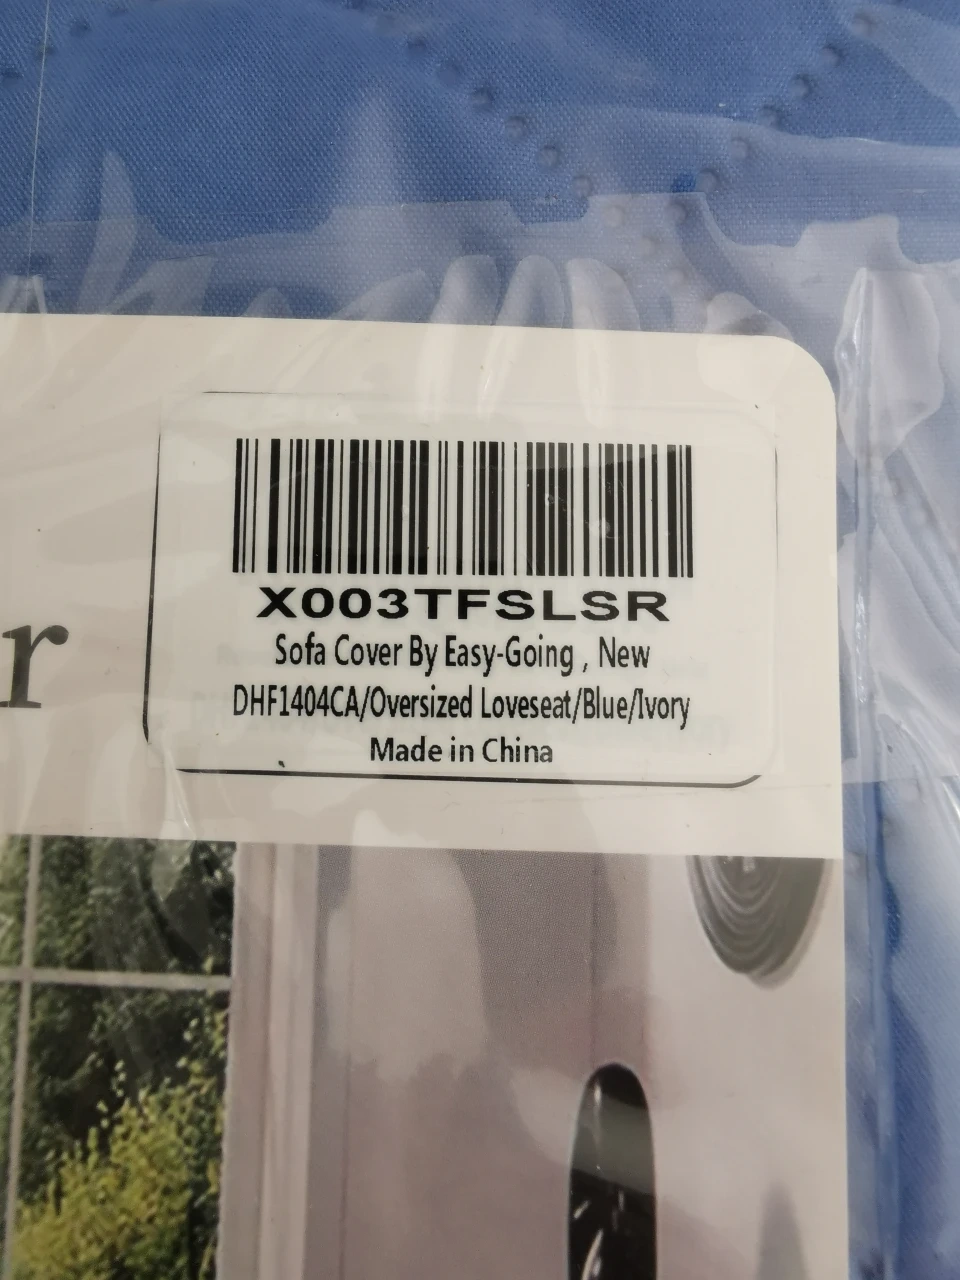 X003TFSLSR
Sofa Cover By Easy-Going , New
r
DHF1404CA/Oversized Loveseat/Blue/Ivory
Made in China